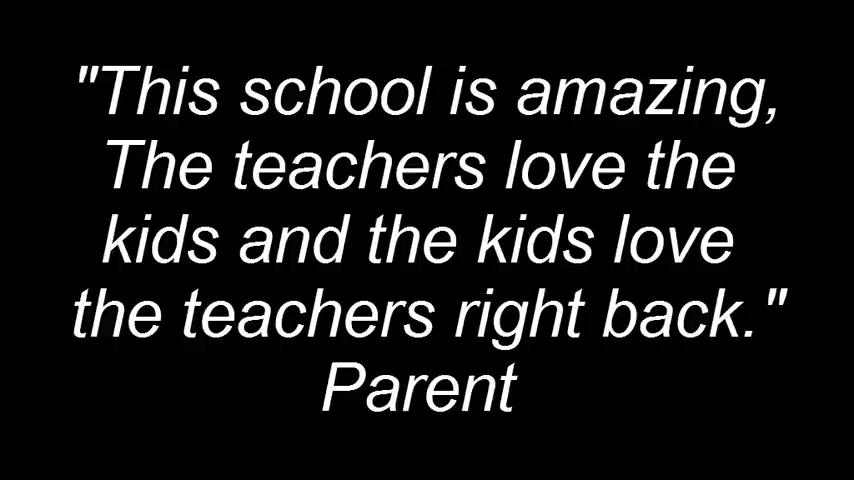 "This school is amazing,
The teachers love the
kids and the kids love
the teachers right back."
Parent